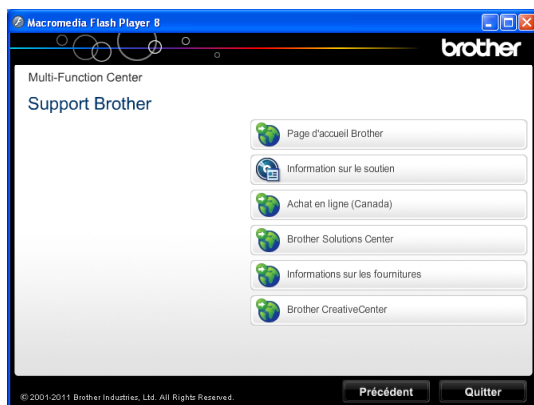 Macromedia Flash Player 8
brother
Multi-Function Center
Support Brother
Page d'accueil Brother
Information sur le soutien
Achat en ligne (Canada)
Brother Solutions Center
Informations sur les fournitures
Brother CreativeCenter
© 2001-2011 Brother Industries, Ltd. All Rights Reserved.
Précédent
Quitter